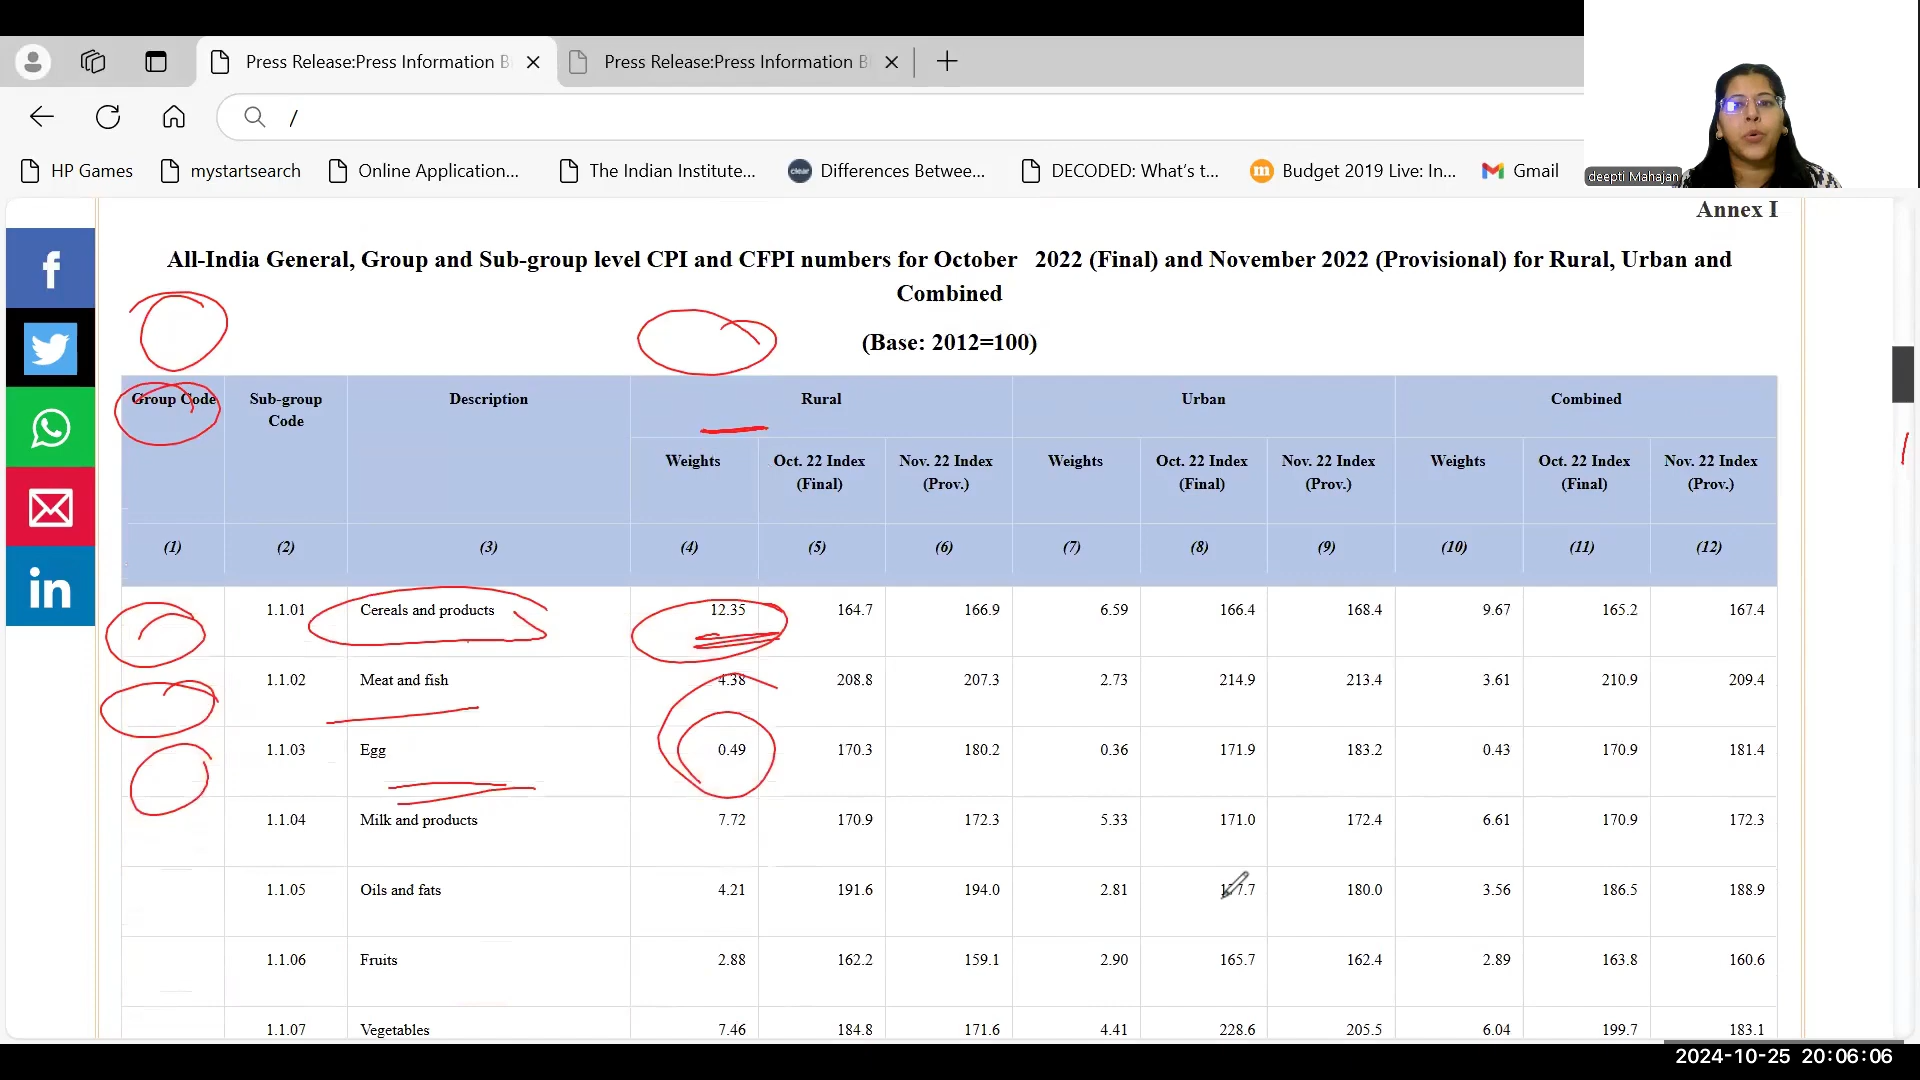 Press Release:Press Information B
Press Release:Press Information B
/
HP Games
mystartsearch
Online Application...
The Indian Institute...
clear
Differences Betwee...
DECODED: What's t...
m
Budget 2019 Live: In...
Gmail
deepti Mahajan
Annex I
All-India General, Group and Sub-group level CPI and CFPI numbers for October 2022 (Final) and November 2022 (Provisional) for Rural, Urban and
Combined
(Base: 2012=100)
Group Code Sub-group Code Description Rural Urban Combined
Weights Oct. 22 Index (Final) Nov. 22 Index (Prov.) Weights Oct. 22 Index (Final) Nov. 22 Index (Prov.) Weights Oct. 22 Index (Final) Nov. 22 Index (Prov.)
(1) (2) (3) (4) (5) (6) (7) (8) (9) (10) (11) (12)
1.1.01 Cereals and products 12.35 164.7 166.9 6.59 166.4 168.4 9.67 165.2 167.4
1.1.02 Meat and fish 4.38 208.8 207.3 2.73 214.9 213.4 3.61 210.9 209.4
1.1.03 Egg 0.49 170.3 180.2 0.36 171.9 183.2 0.43 170.9 181.4
1.1.04 Milk and products 7.72 170.9 172.3 5.33 171.0 172.4 6.61 170.9 172.3
1.1.05 Oils and fats 4.21 191.6 194.0 2.81 180.0 3.56 186.5 188.9
1.1.06 Fruits 2.88 162.2 159.1 2.90 165.7 162.4 2.89 163.8 160.6
1.1.07 Vegetables 7.46 184.8 171.6 4.41 228.6 205.5 6.04 199.7 183.1
f
in
2024-10-25 20:06:06